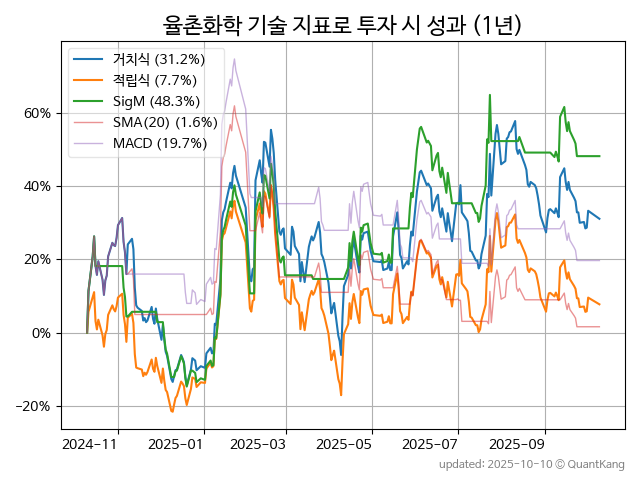 율촌화학 기술 지표로 투자 시 성과 (1년)
거치식 (31.2%)
적립식 (7.7%)
SigM (48.3%)
SMA(20) (1.6%)
MACD (19.7%)
60%
40%
20%
0%
−20%
2024-11 2025-01 2025-03 2025-05 2025-07 2025-09
updated: 2025-10-10 © QuantKang